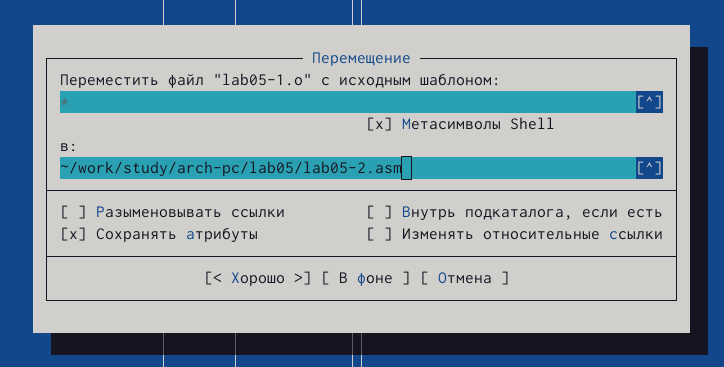 Перемещение
Переместить файл "lab05-1.o" с исходным шаблоном:
* [^]
[x] Метасимволы Shell
в:
~/work/study/arch-pc/lab05/lab05-2.asm [^]
[ ] Разыменовывать ссылки [ ] Внутрь подкаталога, если есть
[x] Сохранять атрибуты [ ] Изменять относительные ссылки
[< Хорошо >] [ В фоне ] [ Отмена ]